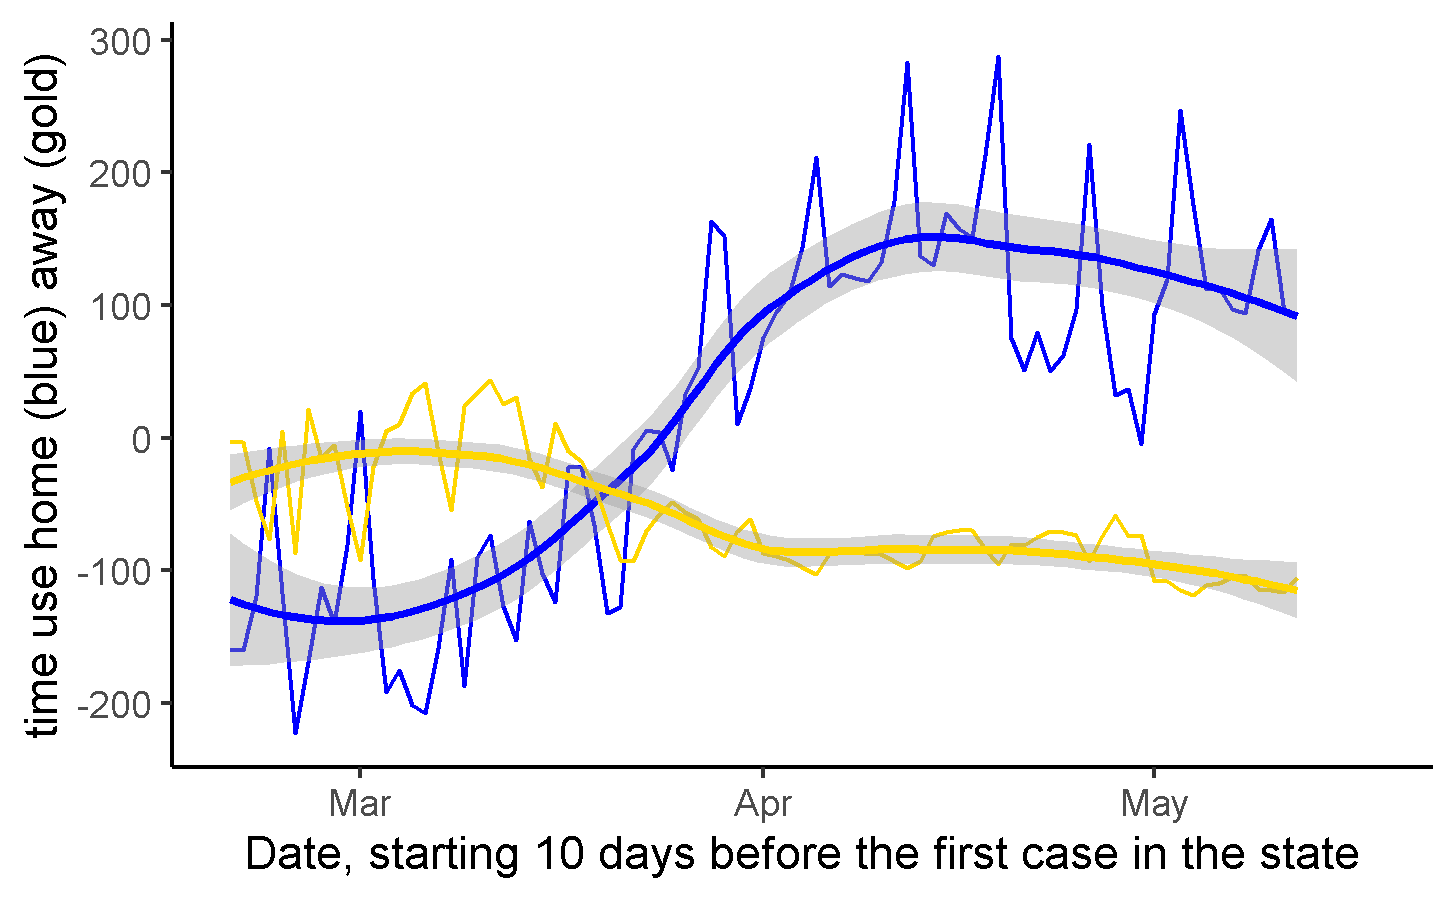 time use home (blue) away (gold)
300
200
100
0
-100
-200
Mar
Apr
May
Date, starting 10 days before the first case in the state